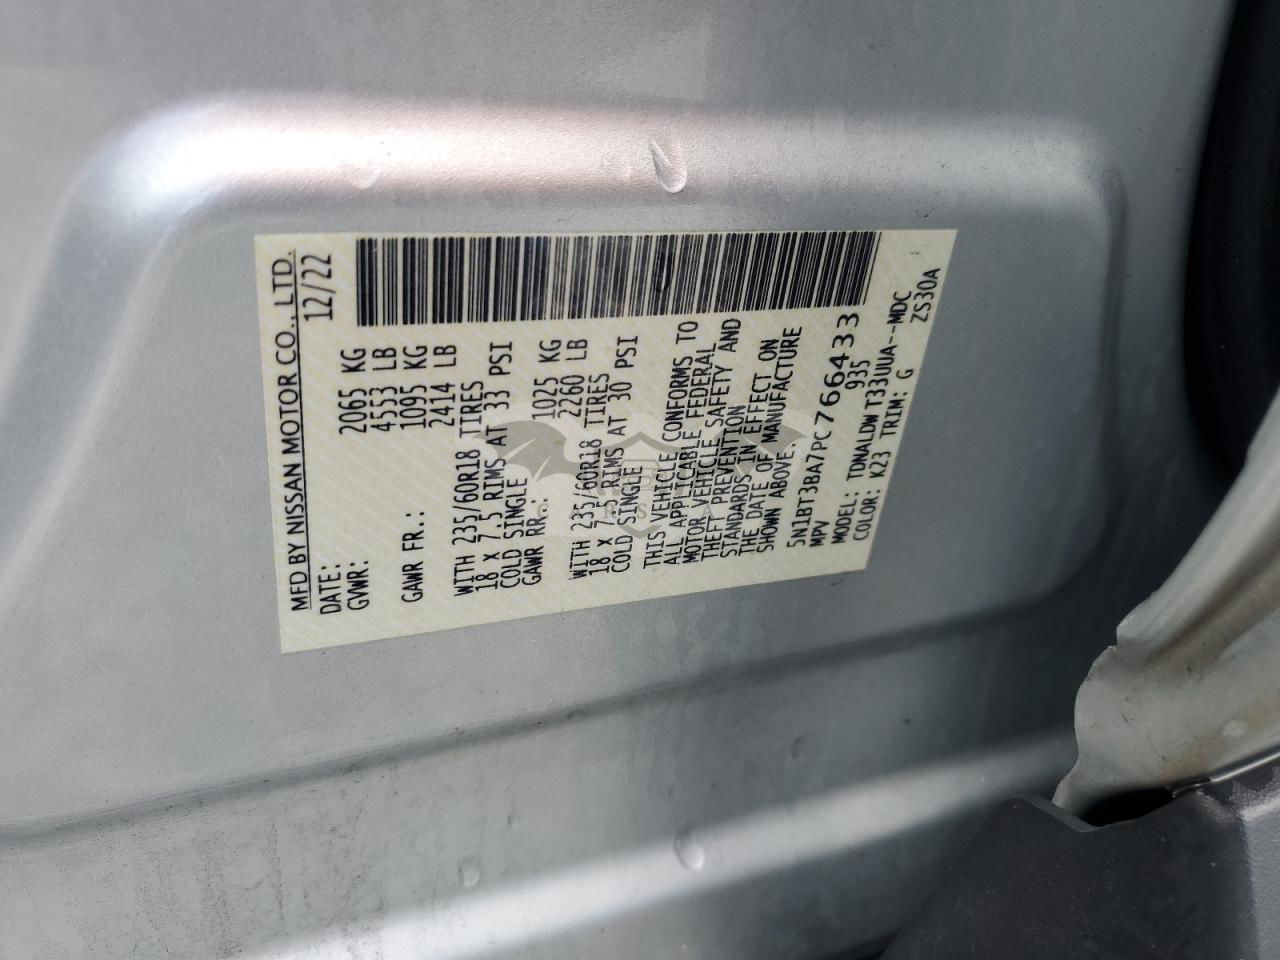 MFD BY NISSAN MOTOR CO., LTD.
DATE: 12/22
GVWR: 2065 KG
4553 LB
GAWR FR.: 1095 KG
2414 LB
WITH 235/60R18 TIRES
18 X 7.5 RIMS AT 33 PSI
COLD SINGLE
GAWR RR.: 1025 KG
2260 LB
WITH 235/60R18 TIRES
18 X 7.5 RIMS AT 30 PSI
COLD SINGLE
THIS VEHICLE CONFORMS TO
ALL APPLICABLE FEDERAL
MOTOR VEHICLE SAFETY AND
THEFT PREVENTION
STANDARDS IN EFFECT ON
THE DATE OF MANUFACTURE
SHOWN ABOVE.
5N1BT3BA7PC766433
MPV 935
MODEL: TDNALDW T33UUA--MDC
COLOR: K23 TRIM: G ZS30A